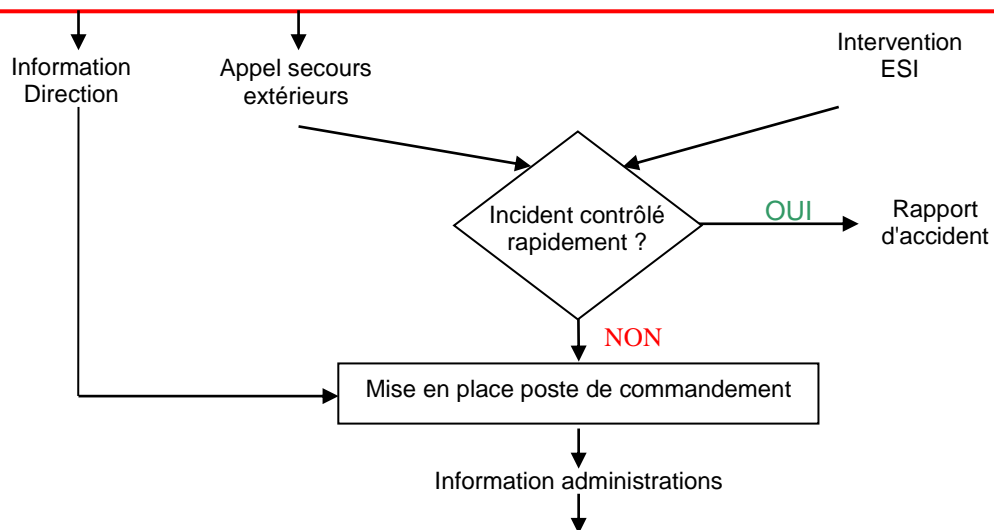 Information
Direction
Appel secours
extérieurs
Intervention
ESI
Incident contrôlé
rapidement ?
OUI
Rapport
d'accident
NON
Mise en place poste de commandement
Information administrations